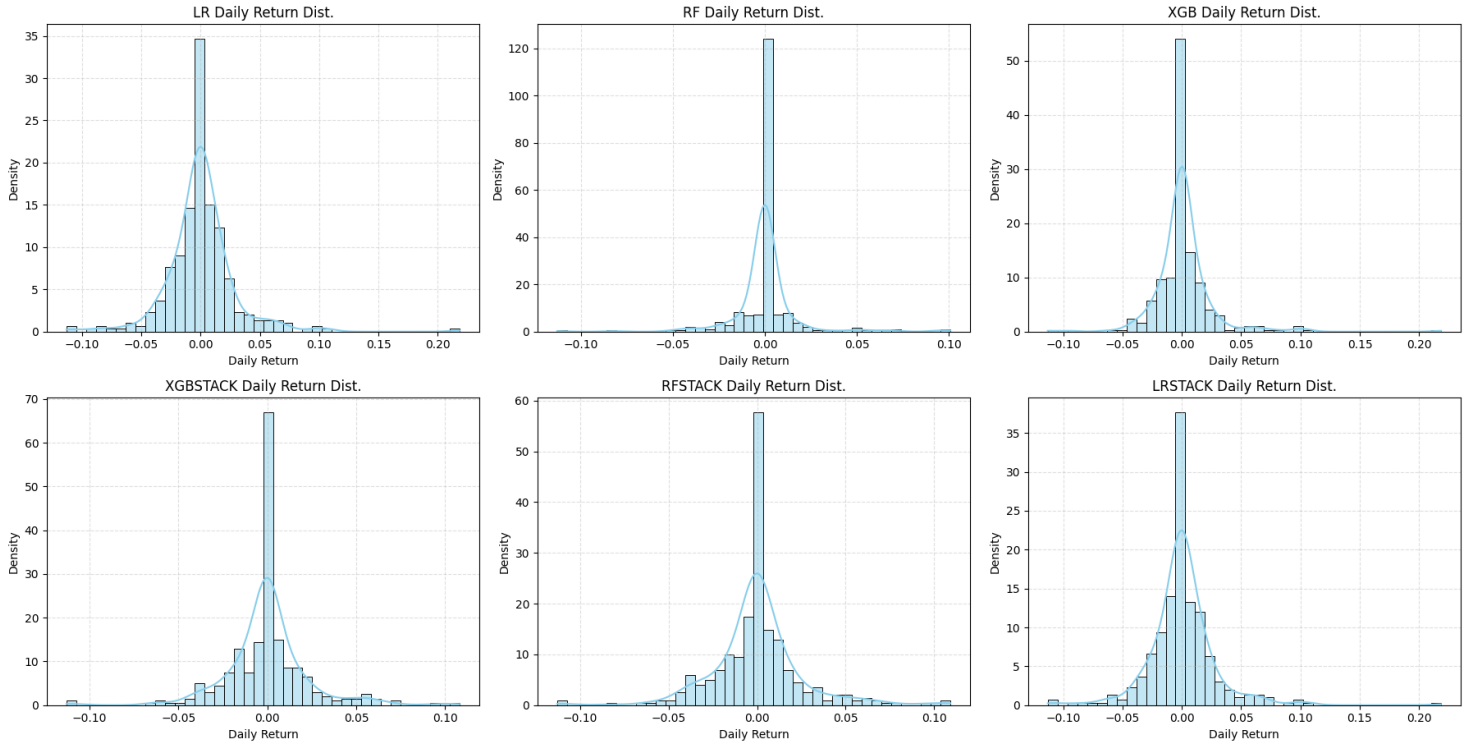 LR Daily Return Dist.
35
30
25
20
15
10
5
0
Density
−0.10 −0.05 0.00 0.05 0.10 0.15 0.20
Daily Return
RF Daily Return Dist.
120
100
80
60
40
20
0
Density
−0.10 −0.05 0.00 0.05 0.10
Daily Return
XGB Daily Return Dist.
50
40
30
20
10
0
Density
−0.10 −0.05 0.00 0.05 0.10 0.15 0.20
Daily Return
XGBSTACK Daily Return Dist.
70
60
50
40
30
20
10
0
Density
−0.10 −0.05 0.00 0.05 0.10
Daily Return
RFSTACK Daily Return Dist.
60
50
40
30
20
10
0
Density
−0.10 −0.05 0.00 0.05 0.10
Daily Return
LRSTACK Daily Return Dist.
35
30
25
20
15
10
5
0
Density
−0.10 −0.05 0.00 0.05 0.10 0.15 0.20
Daily Return